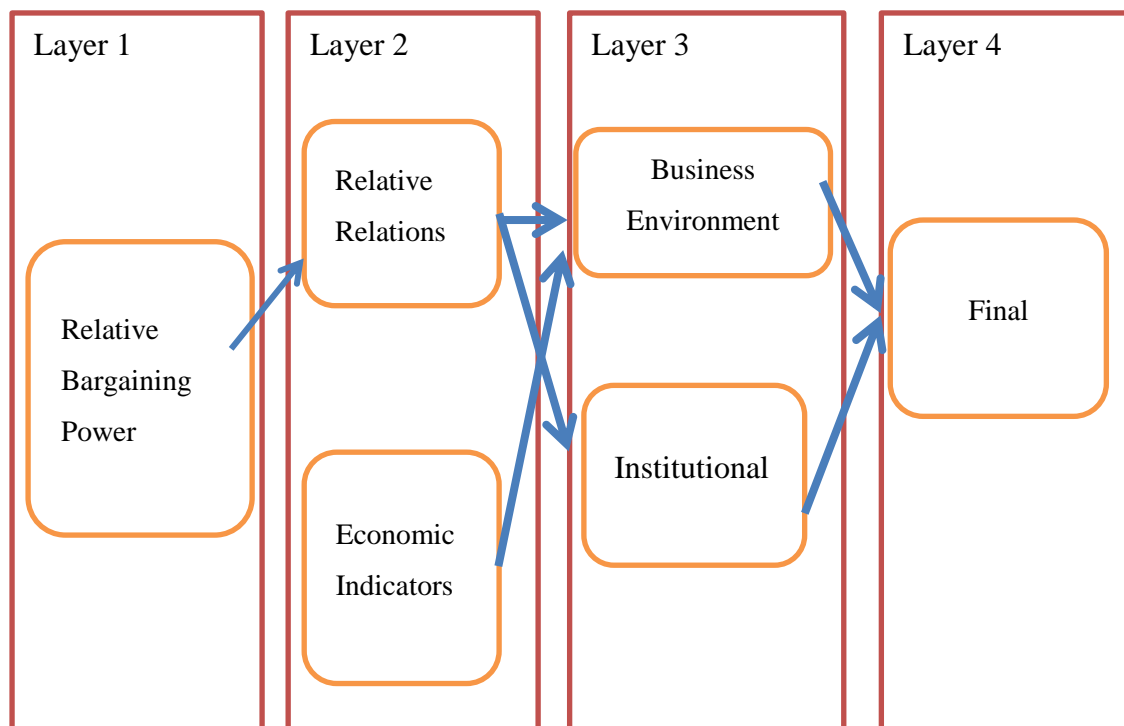 Layer 1
Relative
Bargaining
Power
Layer 2
Relative
Relations
Economic
Indicators
Layer 3
Business
Environment
Institutional
Layer 4
Final